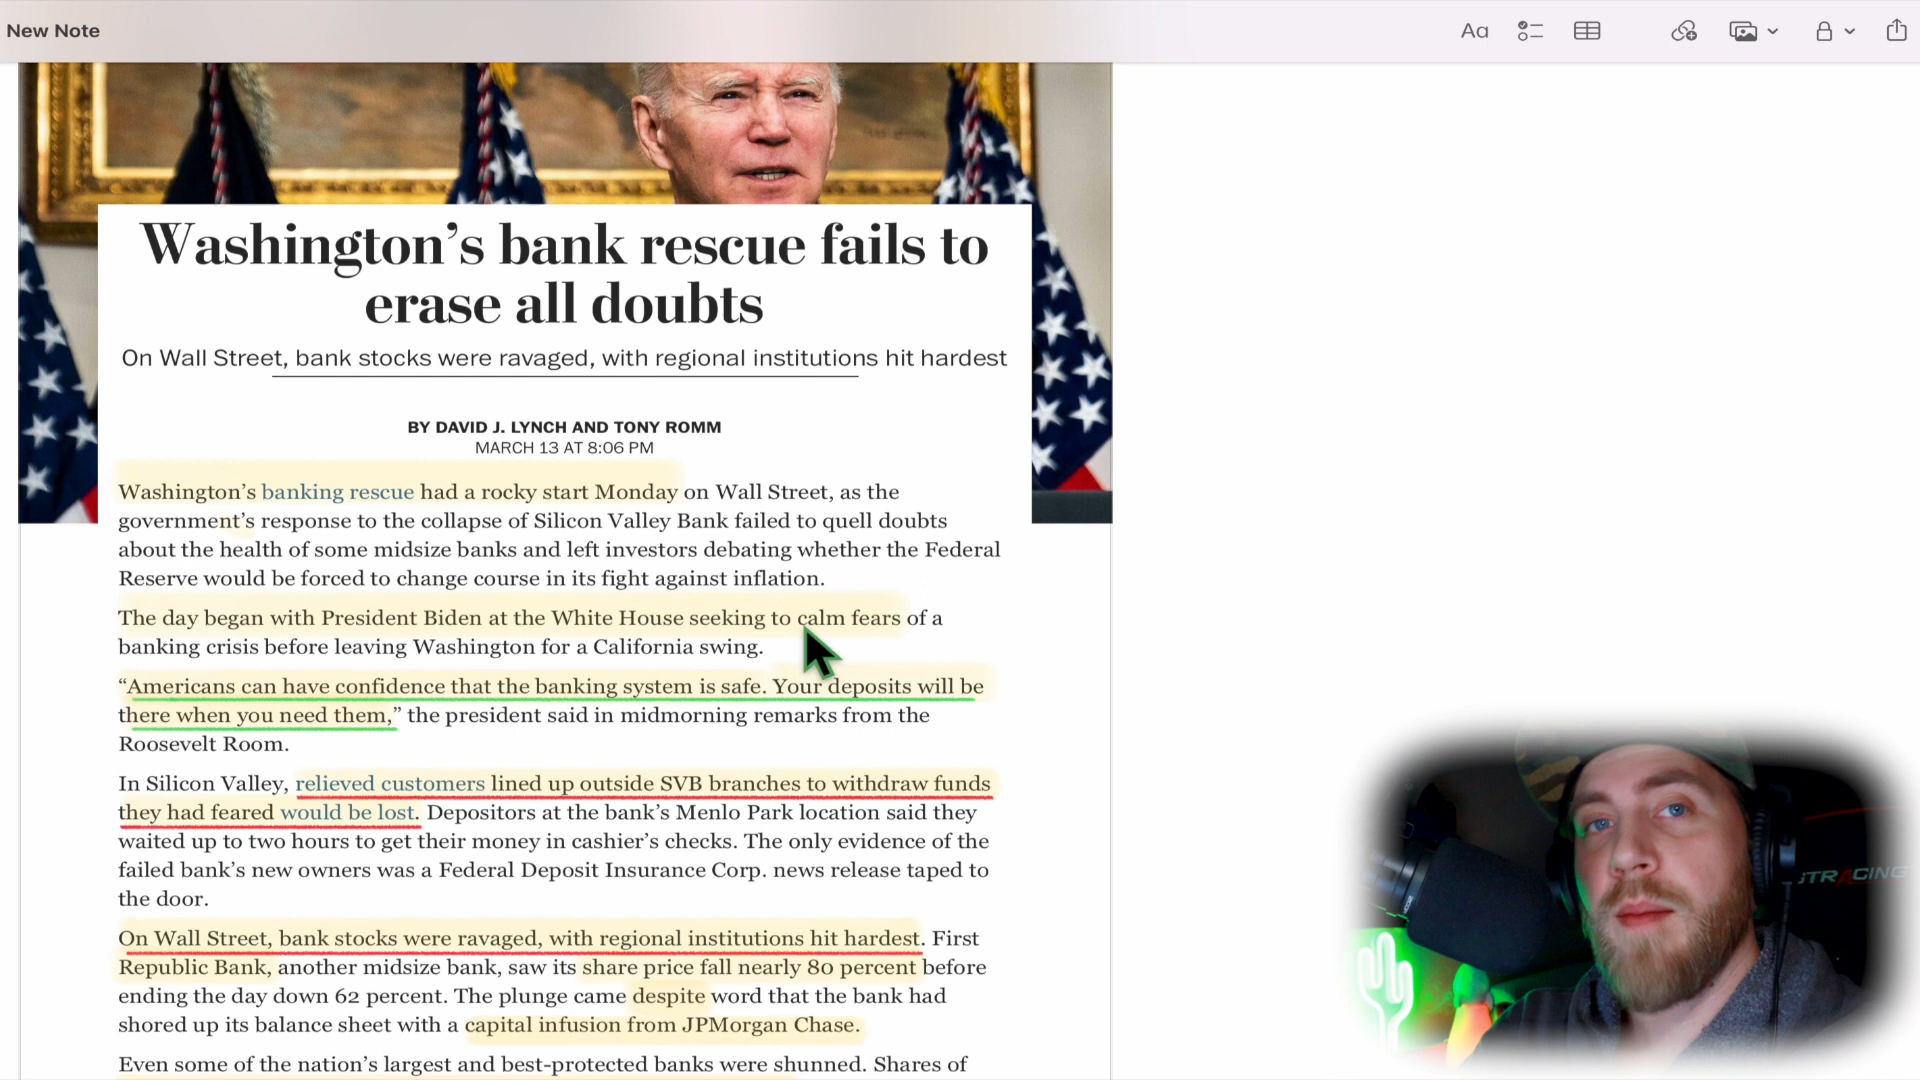 New Note
Aa
Washington’s bank rescue fails to
erase all doubts
On Wall Street, bank stocks were ravaged, with regional institutions hit hardest
BY DAVID J. LYNCH AND TONY ROMM
MARCH 13 AT 8:06 PM
Washington’s banking rescue had a rocky start Monday on Wall Street, as the
government’s response to the collapse of Silicon Valley Bank failed to quell doubts
about the health of some midsize banks and left investors debating whether the Federal
Reserve would be forced to change course in its fight against inflation.
The day began with President Biden at the White House seeking to calm fears of a
banking crisis before leaving Washington for a California swing.
“Americans can have confidence that the banking system is safe. Your deposits will be
there when you need them,” the president said in midmorning remarks from the
Roosevelt Room.
In Silicon Valley, relieved customers lined up outside SVB branches to withdraw funds
they had feared would be lost. Depositors at the bank’s Menlo Park location said they
waited up to two hours to get their money in cashier’s checks. The only evidence of the
failed bank’s new owners was a Federal Deposit Insurance Corp. news release taped to
the door.
On Wall Street, bank stocks were ravaged, with regional institutions hit hardest. First
Republic Bank, another midsize bank, saw its share price fall nearly 80 percent before
ending the day down 62 percent. The plunge came despite word that the bank had
shored up its balance sheet with a capital infusion from JPMorgan Chase.
Even some of the nation’s largest and best-protected banks were shunned. Shares of